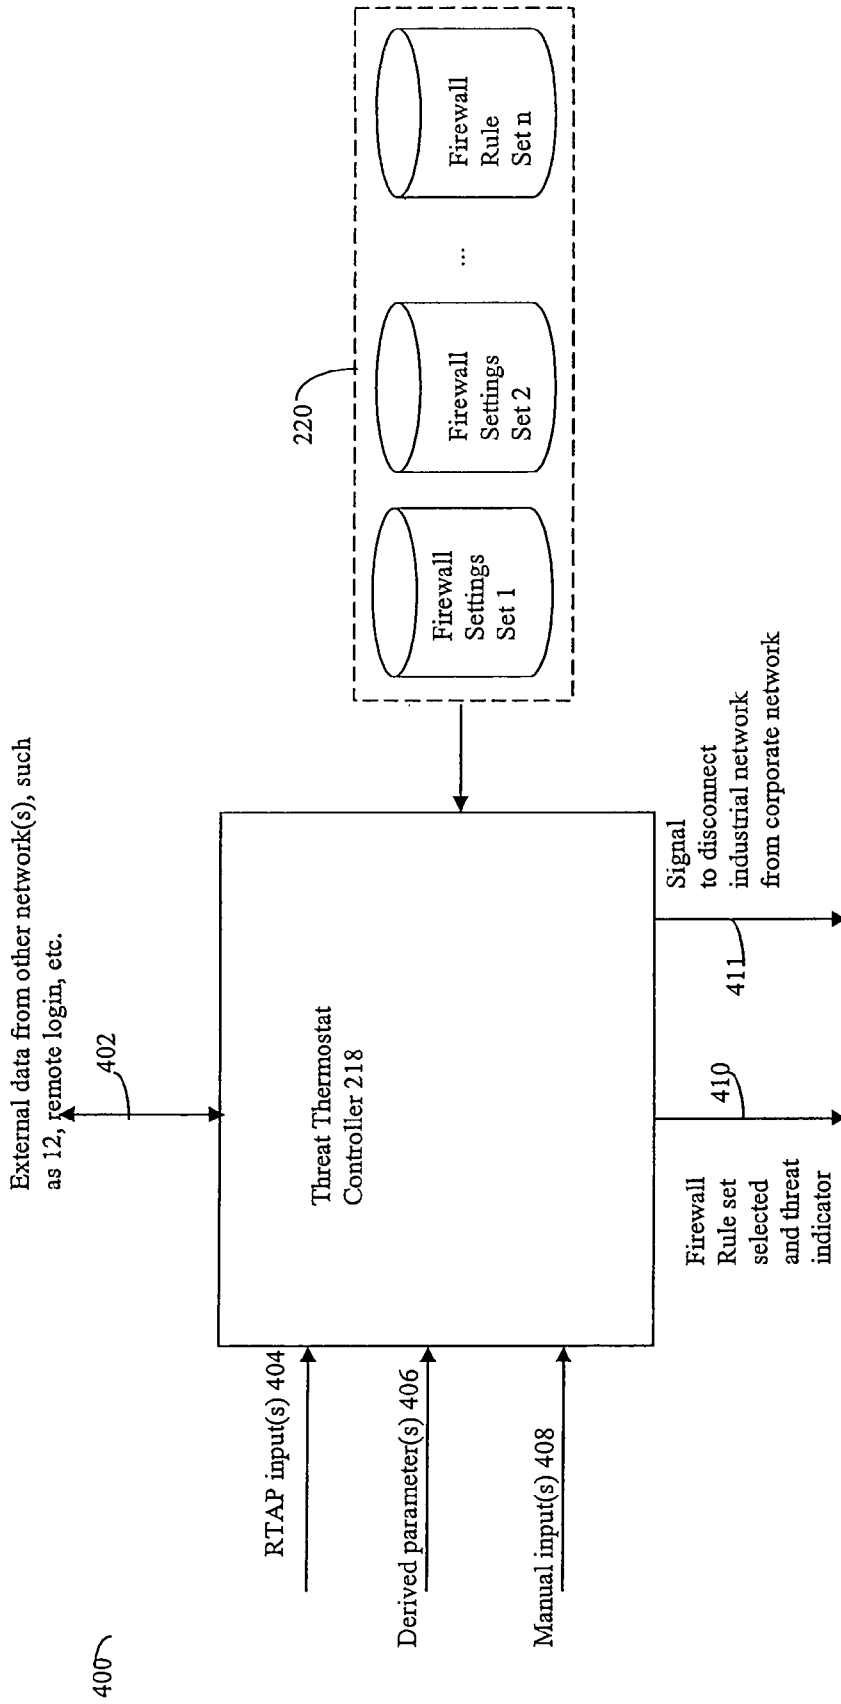 400
External data from other network(s), such
as 12, remote login, etc.
402
RTAP input(s) 404
Derived parameter(s) 406
Manual input(s) 408
Threat Thermostat
Controller 218
220
Firewall
Settings
Set 1
Firewall
Settings
Set 2
...
Firewall
Rule
Set n
Firewall
Rule set
selected
and threat
indicator
410
411
Signal
to disconnect
industrial network
from corporate network